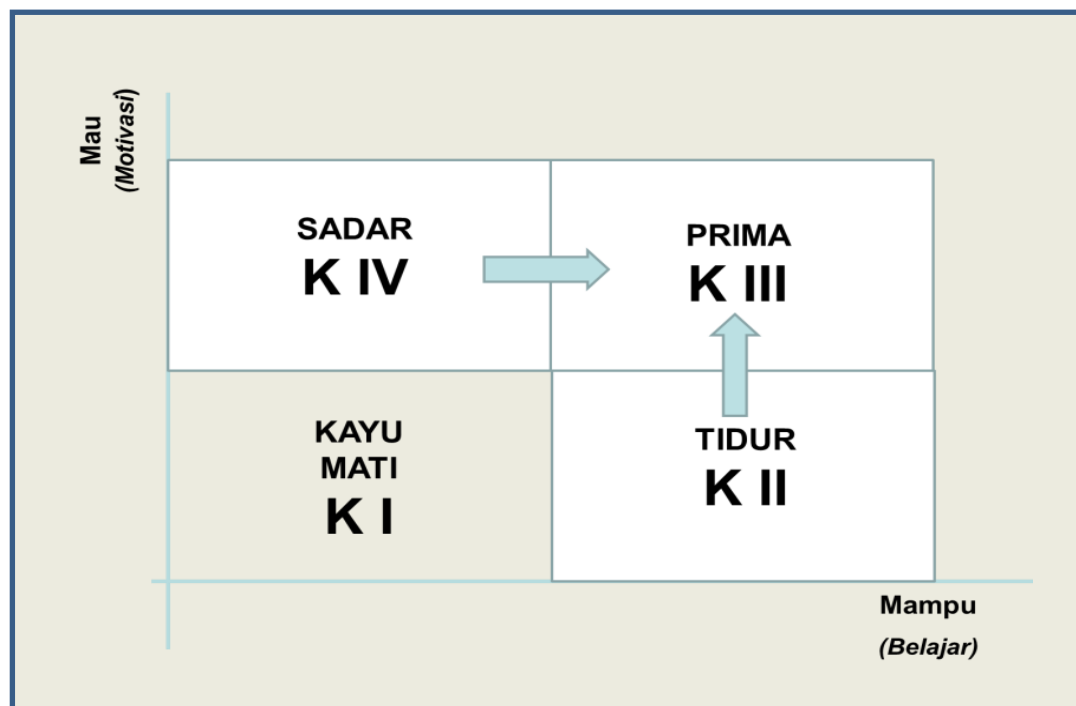 Mau
(Motivasi)
SADAR
K IV
PRIMA
K III
KAYU
MATI
K I
TIDUR
K II
Mampu
(Belajar)